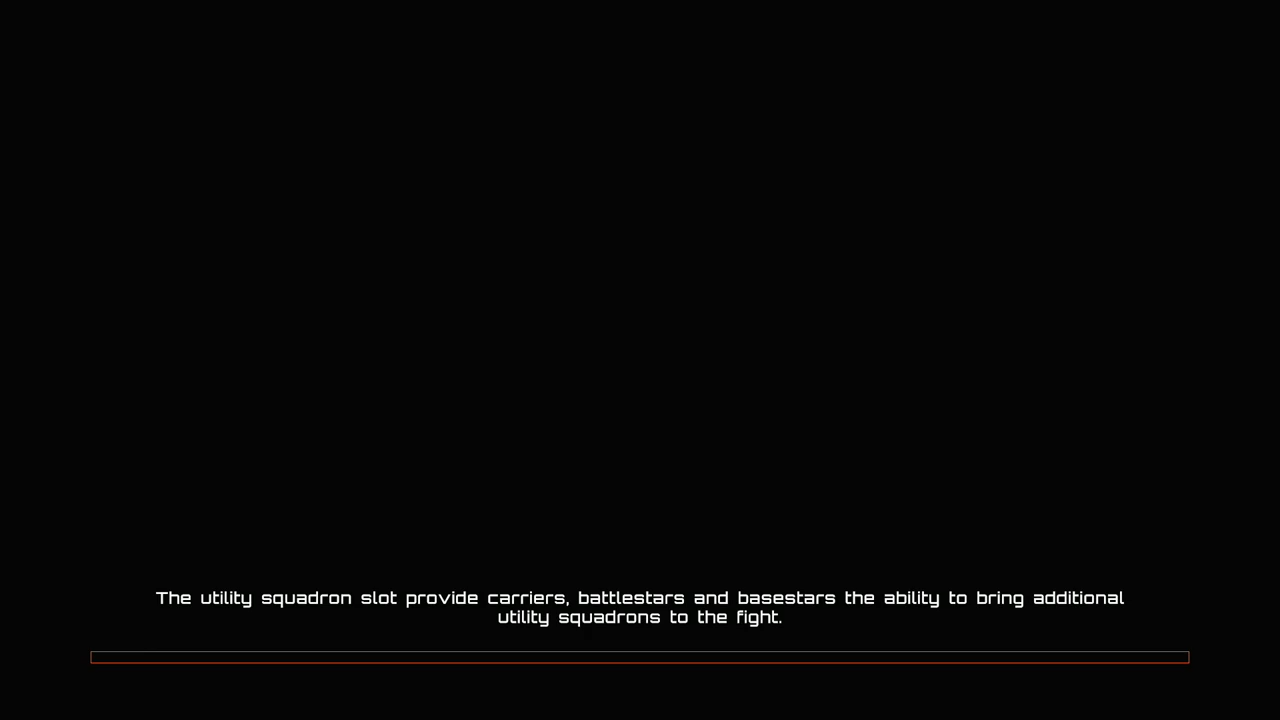 The utility squadron slot provide carriers, battlestars and basestars the ability to bring additional
utility squadrons to the fight.